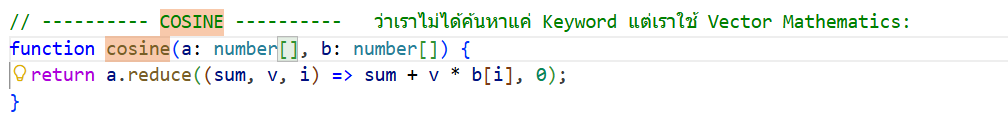 // ---------- COSINE ----------   ว่าเราไม่ได้ค้นหาแค่ Keyword แต่เราใช้ Vector Mathematics:
function cosine(a: number[], b: number[]) {
return a.reduce((sum, v, i) => sum + v * b[i], 0);
}